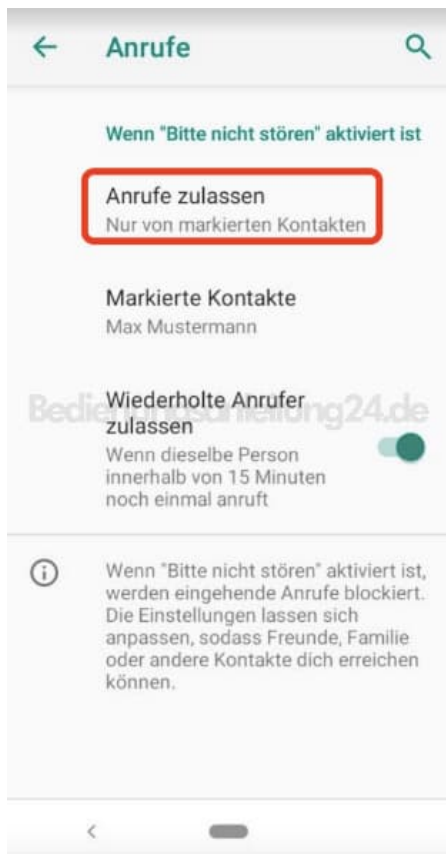 Anrufe
Wenn "Bitte nicht stören" aktiviert ist
Anrufe zulassen
Nur von markierten Kontakten
Markierte Kontakte
Max Mustermann
Bedienungsanleitung24.de
Wiederholte Anrufer
zulassen
Wenn dieselbe Person
innerhalb von 15 Minuten
noch einmal anruft
Wenn "Bitte nicht stören" aktiviert ist,
werden eingehende Anrufe blockiert.
Die Einstellungen lassen sich
anpassen, sodass Freunde, Familie
oder andere Kontakte dich erreichen
können.